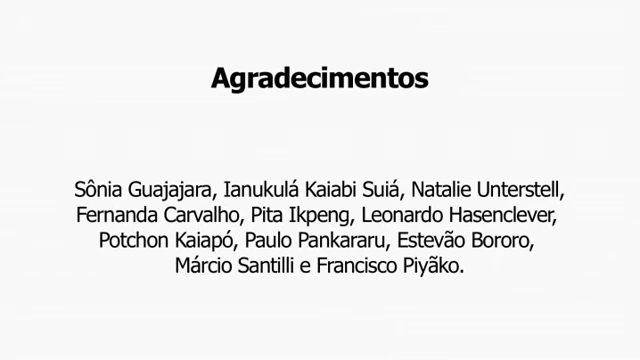 Agradecimentos
Sônia Guajajara, Ianukulá Kaiabi Suiá, Natalie Unterstell,
Fernanda Carvalho, Pita Ikpeng, Leonardo Hasenclever,
Potchon Kaiapó, Paulo Pankararu, Estevão Bororo,
Márcio Santilli e Francisco Piyãko.